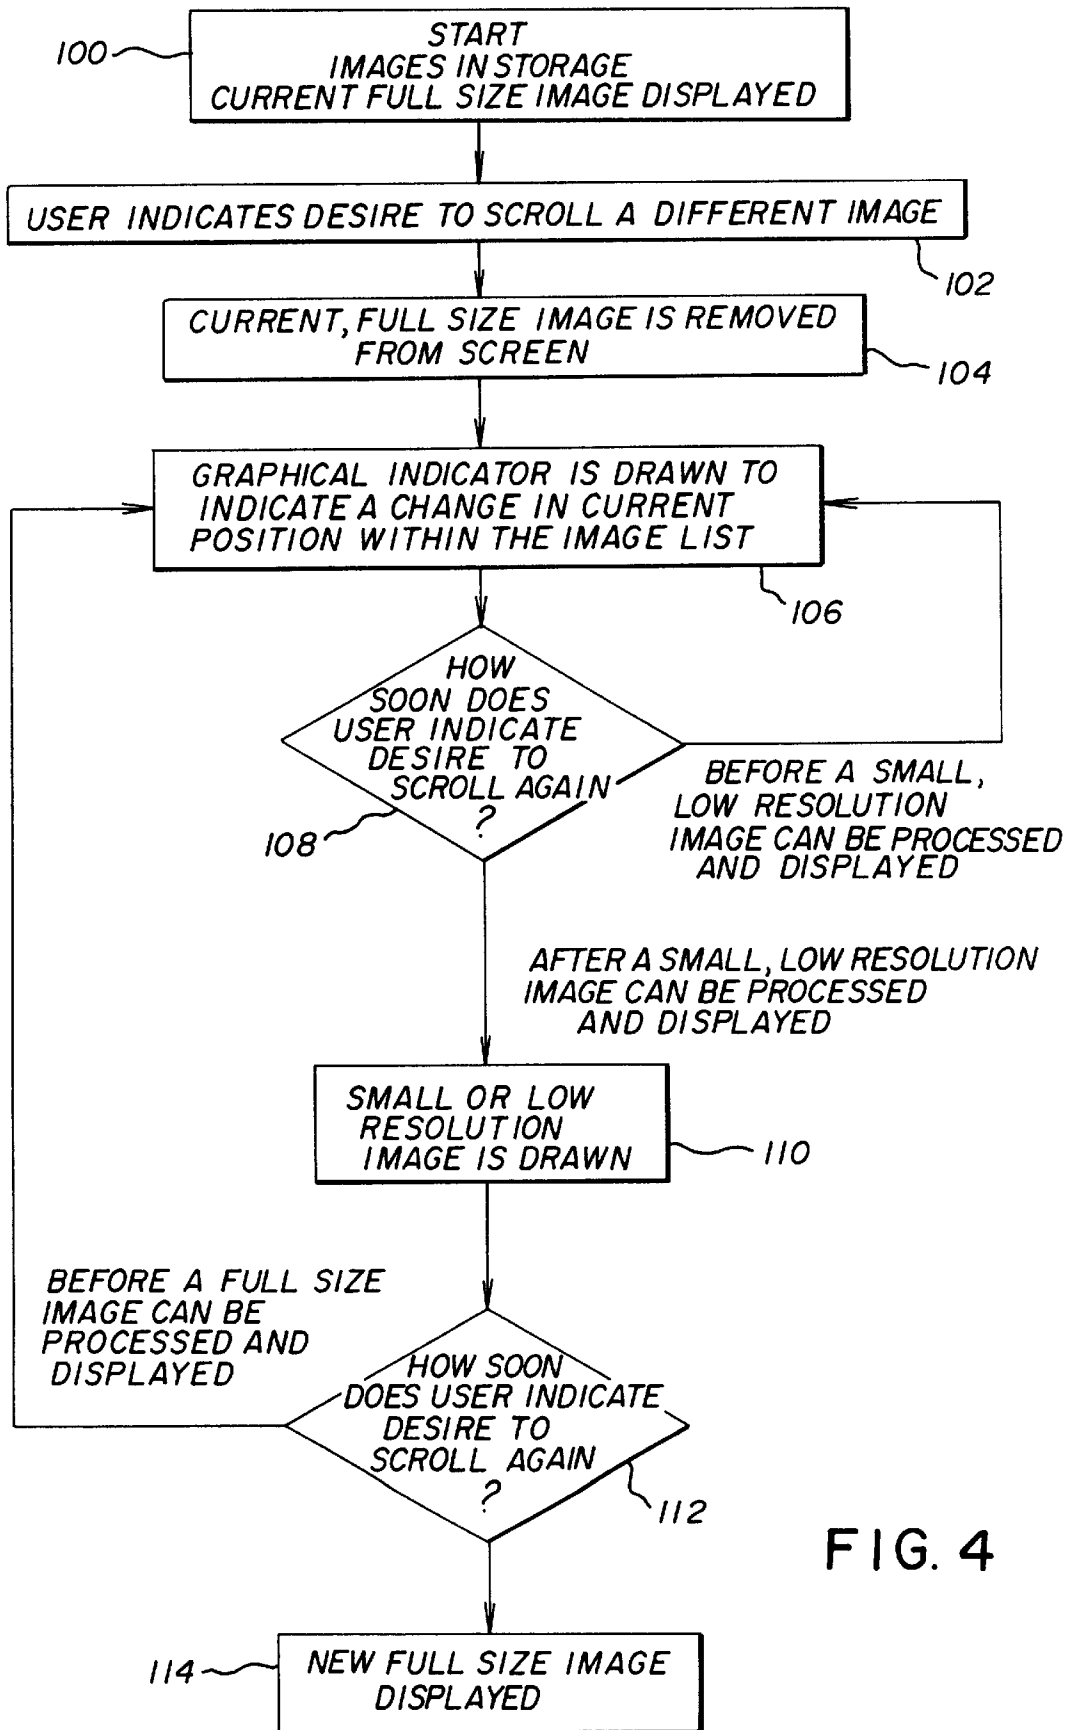 100
START
IMAGES IN STORAGE
CURRENT FULL SIZE IMAGE DISPLAYED
USER INDICATES DESIRE TO SCROLL A DIFFERENT IMAGE
102
CURRENT, FULL SIZE IMAGE IS REMOVED
FROM SCREEN
104
GRAPHICAL INDICATOR IS DRAWN TO
INDICATE A CHANGE IN CURRENT
POSITION WITHIN THE IMAGE LIST
106
HOW
SOON DOES
USER INDICATE
DESIRE TO
SCROLL AGAIN
?
108
BEFORE A SMALL,
LOW RESOLUTION
IMAGE CAN BE PROCESSED
AND DISPLAYED
AFTER A SMALL, LOW RESOLUTION
IMAGE CAN BE PROCESSED
AND DISPLAYED
SMALL OR LOW
RESOLUTION
IMAGE IS DRAWN
110
BEFORE A FULL SIZE
IMAGE CAN BE
PROCESSED AND
DISPLAYED
HOW SOON
DOES USER INDICATE
DESIRE TO
SCROLL AGAIN
?
112
FIG. 4
114
NEW FULL SIZE IMAGE
DISPLAYED